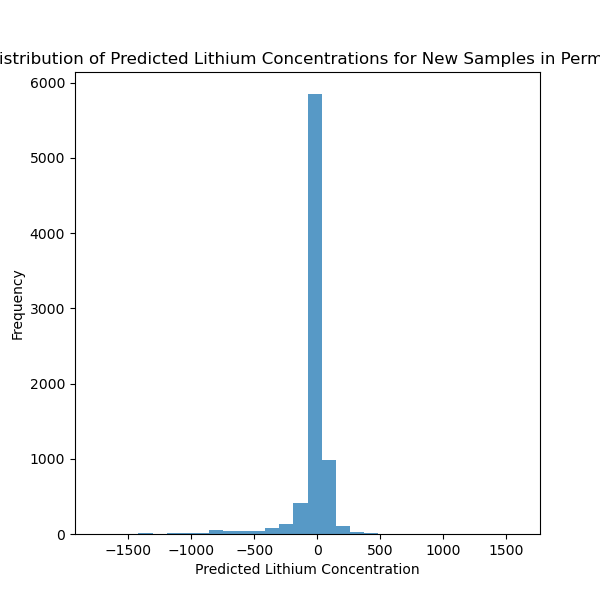 istribution of Predicted Lithium Concentrations for New Samples in Perm
6000
5000
4000
3000
2000
1000
0
Frequency
−1500 −1000 −500 0 500 1000 1500
Predicted Lithium Concentration